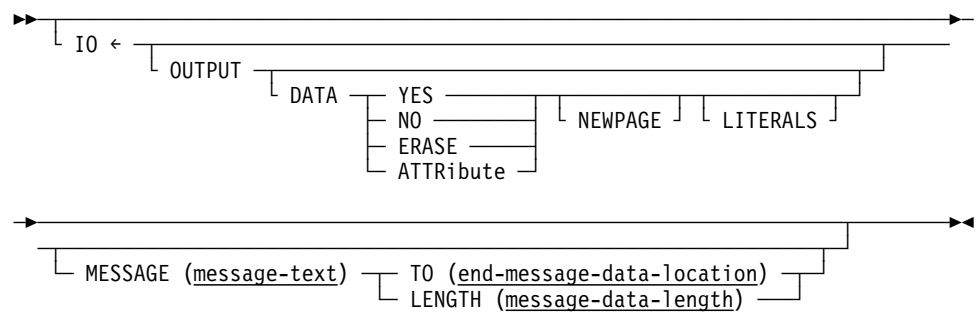 IO ←
OUTPUT
DATA YES
NEWPAGE LITERALS
NO
ERASE
ATTRibute
MESSAGE (message-text) TO (end-message-data-location)
LENGTH (message-data-length)